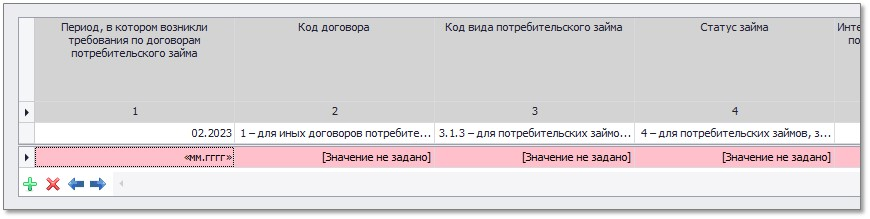 Период, в котором возникли
требования по договорам
потребительского займа
Код договора
Код вида потребительского займа
Статус займа
Инте
по
1
2
3
4
02.2023
1 – для иных договоров потребите...
3.1.3 – для потребительских займо...
4 – для потребительских займов, з...
«мм.гггг»
[Значение не задано]
[Значение не задано]
[Значение не задано]